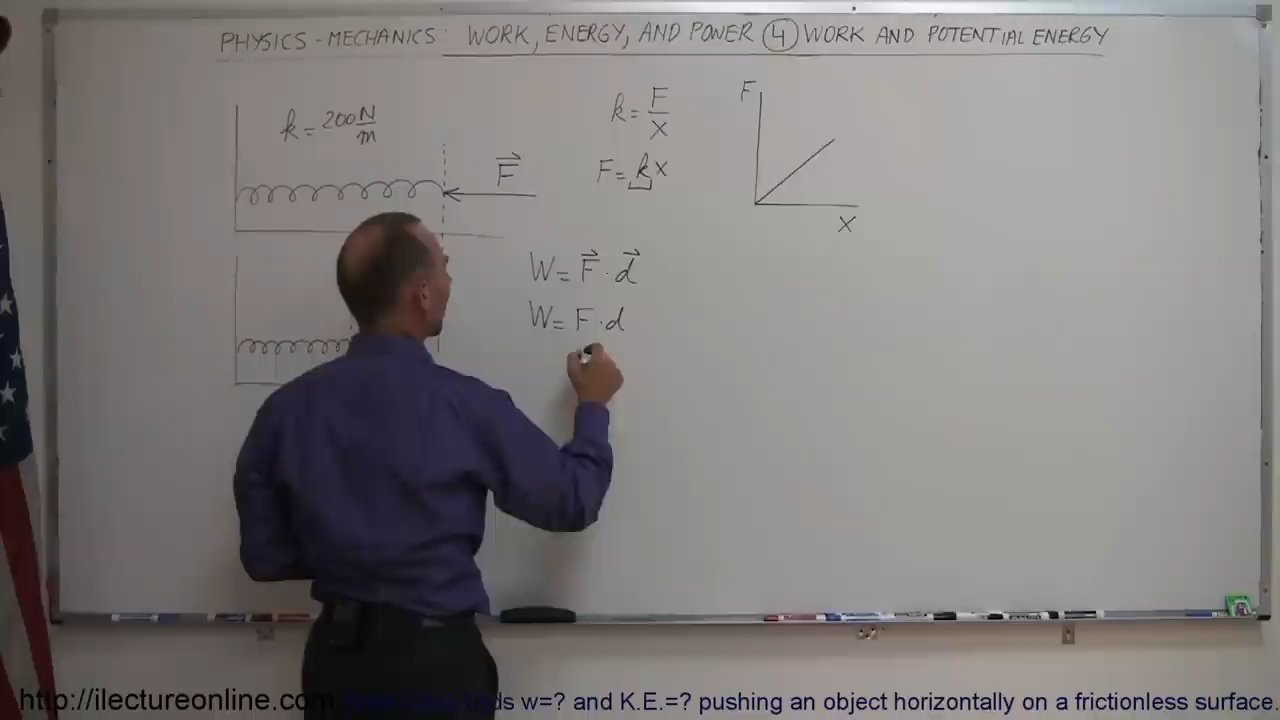 PHYSICS - MECHANICS: WORK, ENERGY, AND POWER 4 WORK AND POTENTIAL ENERGY
k = 200 N/m
F⃗
k = F/X
F = kx
F
X
W = F⃗ · d⃗
W = F · d
http://ilectureonline.com
w=? and K.E.=? pushing an object horizontally on a frictionless surface.